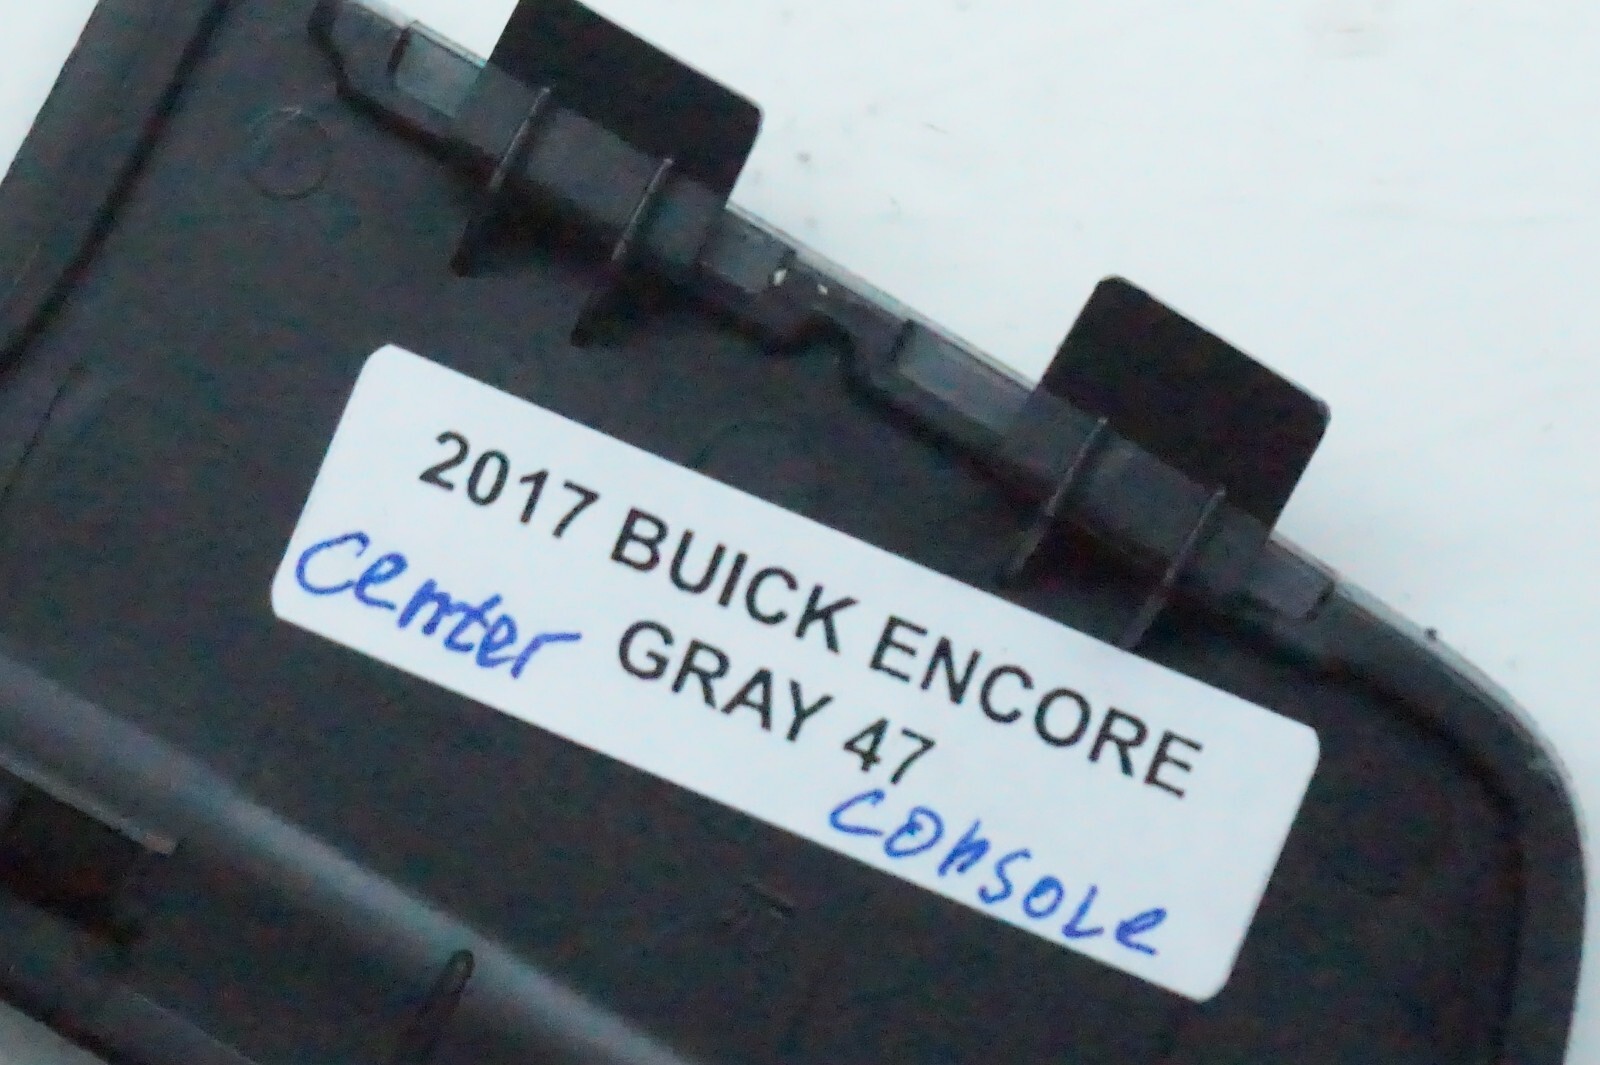 2017 BUICK ENCORE
center GRAY 47
console